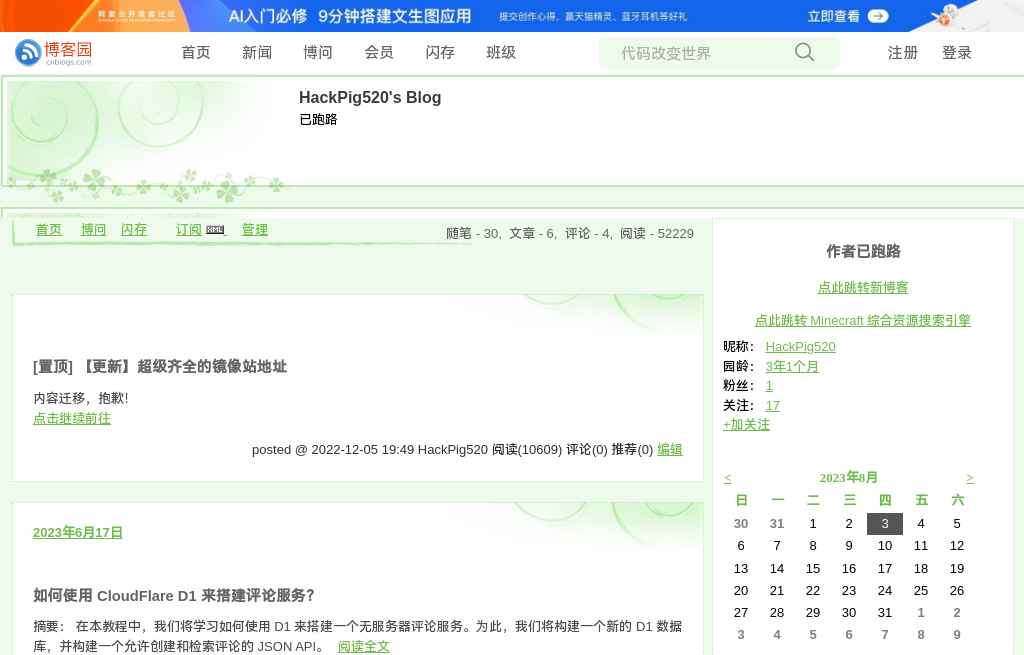 阿里云开发者社区
AI入门必修 9分钟搭建文生图应用
提交创作心得，赢天猫精灵、蓝牙耳机等好礼
立即查看
博客园
cnblogs.com
首页 新闻 博问 会员 闪存 班级
代码改变世界
注册 登录
HackPig520's Blog
已跑路
首页 博问 闪存 订阅 XML 管理
随笔 - 30, 文章 - 6, 评论 - 4, 阅读 - 52229
[置顶] 【更新】超级齐全的镜像站地址
内容迁移，抱歉！
点击继续前往
posted @ 2022-12-05 19:49 HackPig520 阅读(10609) 评论(0) 推荐(0) 编辑
2023年6月17日
如何使用 CloudFlare D1 来搭建评论服务？
摘要： 在本教程中，我们将学习如何使用 D1 来搭建一个无服务器评论服务。为此，我们将构建一个新的 D1 数据
库，并构建一个允许创建和检索评论的 JSON API。 阅读全文
作者已跑路
点此跳转新博客
点此跳转 Minecraft 综合资源搜索引擎
昵称： HackPig520
园龄： 3年1个月
粉丝： 1
关注： 17
+加关注
< 2023年8月 >
日 一 二 三 四 五 六
30 31 1 2 3 4 5
6 7 8 9 10 11 12
13 14 15 16 17 18 19
20 21 22 23 24 25 26
27 28 29 30 31 1 2
3 4 5 6 7 8 9